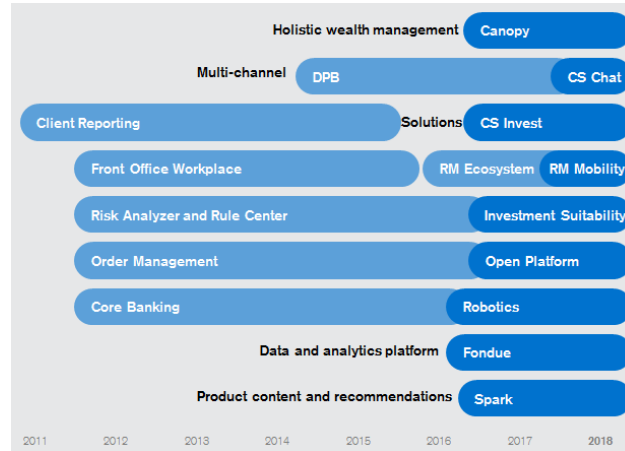 Holistic wealth management Canopy
Multi-channel DPB CS Chat
Client Reporting Solutions CS Invest
Front Office Workplace RM Ecosystem RM Mobility
Risk Analyzer and Rule Center Investment Suitability
Order Management Open Platform
Core Banking Robotics
Data and analytics platform Fondue
Product content and recommendations Spark
2011 2012 2013 2014 2015 2016 2017 2018